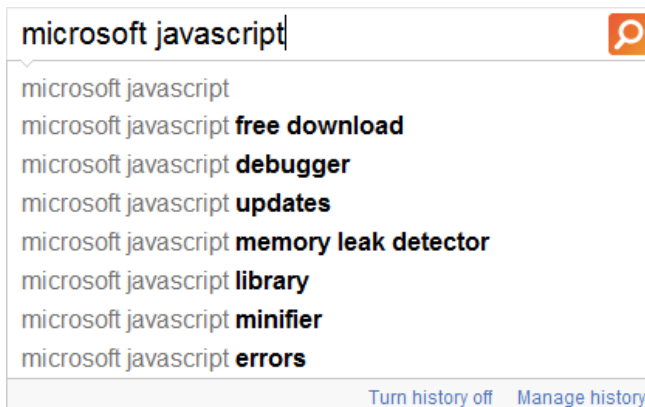 microsoft javascript
microsoft javascript
microsoft javascript free download
microsoft javascript debugger
microsoft javascript updates
microsoft javascript memory leak detector
microsoft javascript library
microsoft javascript minifier
microsoft javascript errors
Turn history off Manage history